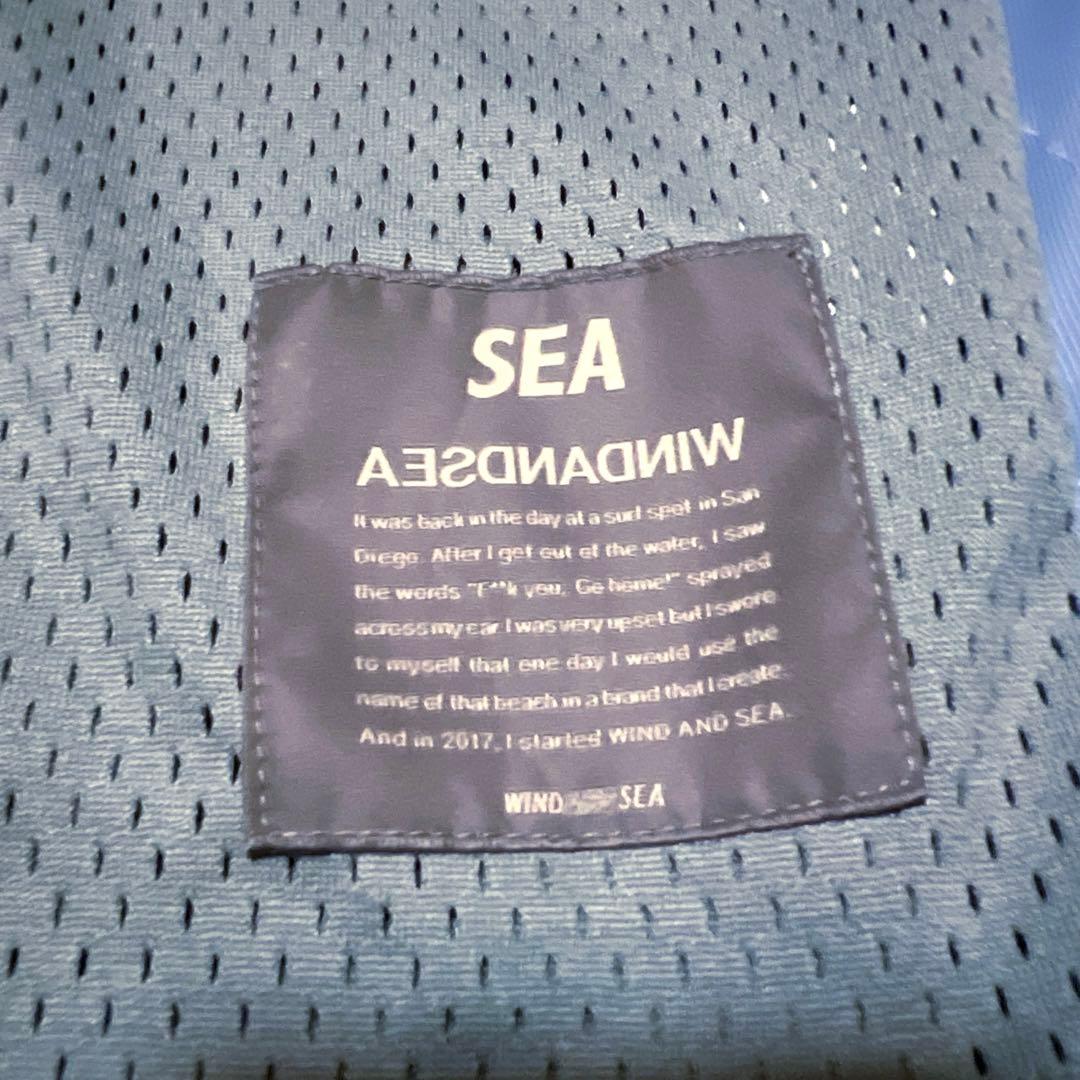 SEA
WINDANDSEA
It was back in the day at a surf spot in San
Diego. After I got out of the water, I saw
the words "F**k you, Go home!" sprayed
across my car. I was very upset but I swore
to myself that one day I would use the
name of that beach in a brand that I create.
And in 2017, I started WIND AND SEA.
WIND SEA